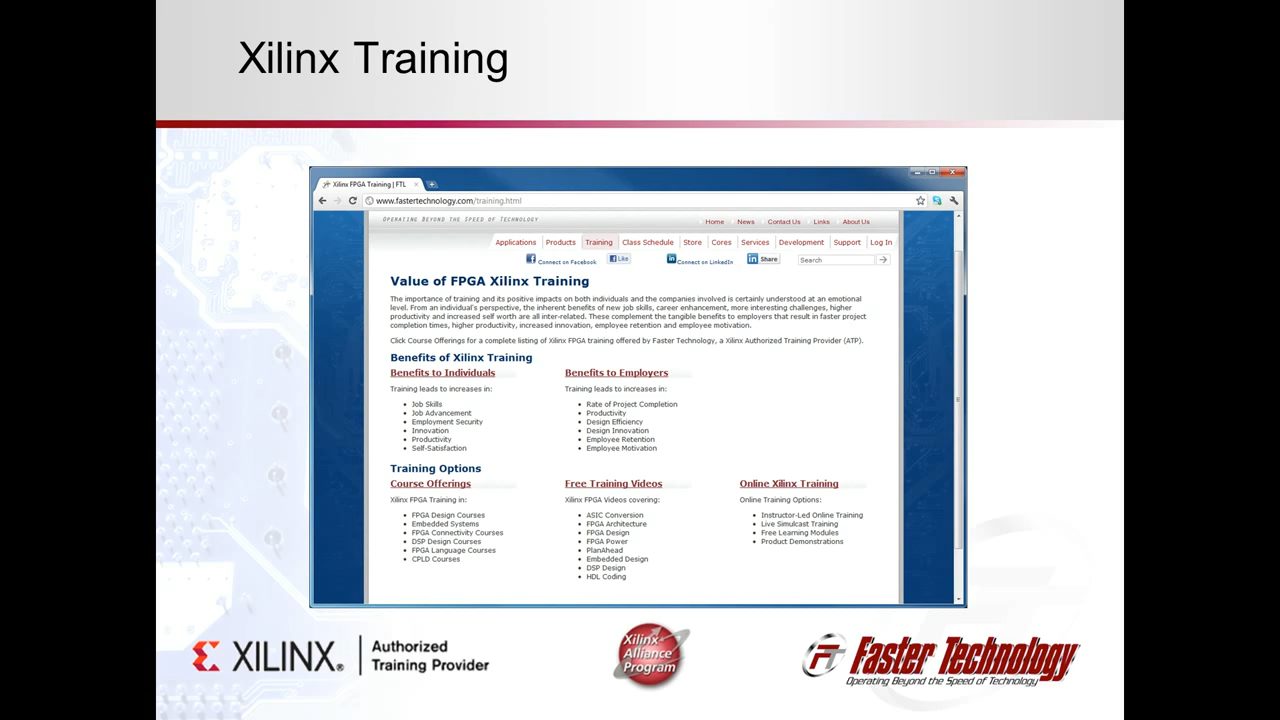 Xilinx Training
Xilinx FPGA Training | FTL
www.fastertechnology.com/training.html
Operating Beyond the Speed of Technology
Home News Contact Us Links About Us
Applications Products Training Class Schedule Store Cores Services Development Support Log In
Connect on Facebook Like Connect on LinkedIn Share Search
Value of FPGA Xilinx Training
The importance of training and its positive impacts on both individuals and the companies involved is certainly understood at an emotional
level. From an individual's perspective, the inherent benefits of new job skills, career enhancement, more interesting challenges, higher
productivity and increased self worth are all inter-related. These complement the tangible benefits to employers that result in faster project
completion times, higher productivity, increased innovation, employee retention and employee motivation.
Click Course Offerings for a complete listing of Xilinx FPGA training offered by Faster Technology, a Xilinx Authorized Training Provider (ATP).
Benefits of Xilinx Training
Benefits to Individuals
Training leads to increases in:
• Job Skills
• Job Advancement
• Employment Security
• Innovation
• Productivity
• Self-Satisfaction
Benefits to Employers
Training leads to increases in:
• Rate of Project Completion
• Productivity
• Design Efficiency
• Design Innovation
• Employee Retention
• Employee Motivation
Training Options
Course Offerings
Xilinx FPGA Training in:
• FPGA Design Courses
• Embedded Systems
• FPGA Connectivity Courses
• DSP Design Courses
• FPGA Language Courses
• CPLD Courses
Free Training Videos
Xilinx FPGA Videos covering:
• ASIC Conversion
• FPGA Architecture
• FPGA Design
• FPGA Power
• PlanAhead
• Embedded Design
• DSP Design
• HDL Coding
Online Xilinx Training
Online Training Options:
• Instructor-Led Online Training
• Live Simulcast Training
• Free Learning Modules
• Product Demonstrations
XILINX®
Authorized
Training Provider
Xilinx
Alliance
Program
Faster Technology
Operating Beyond the Speed of Technology